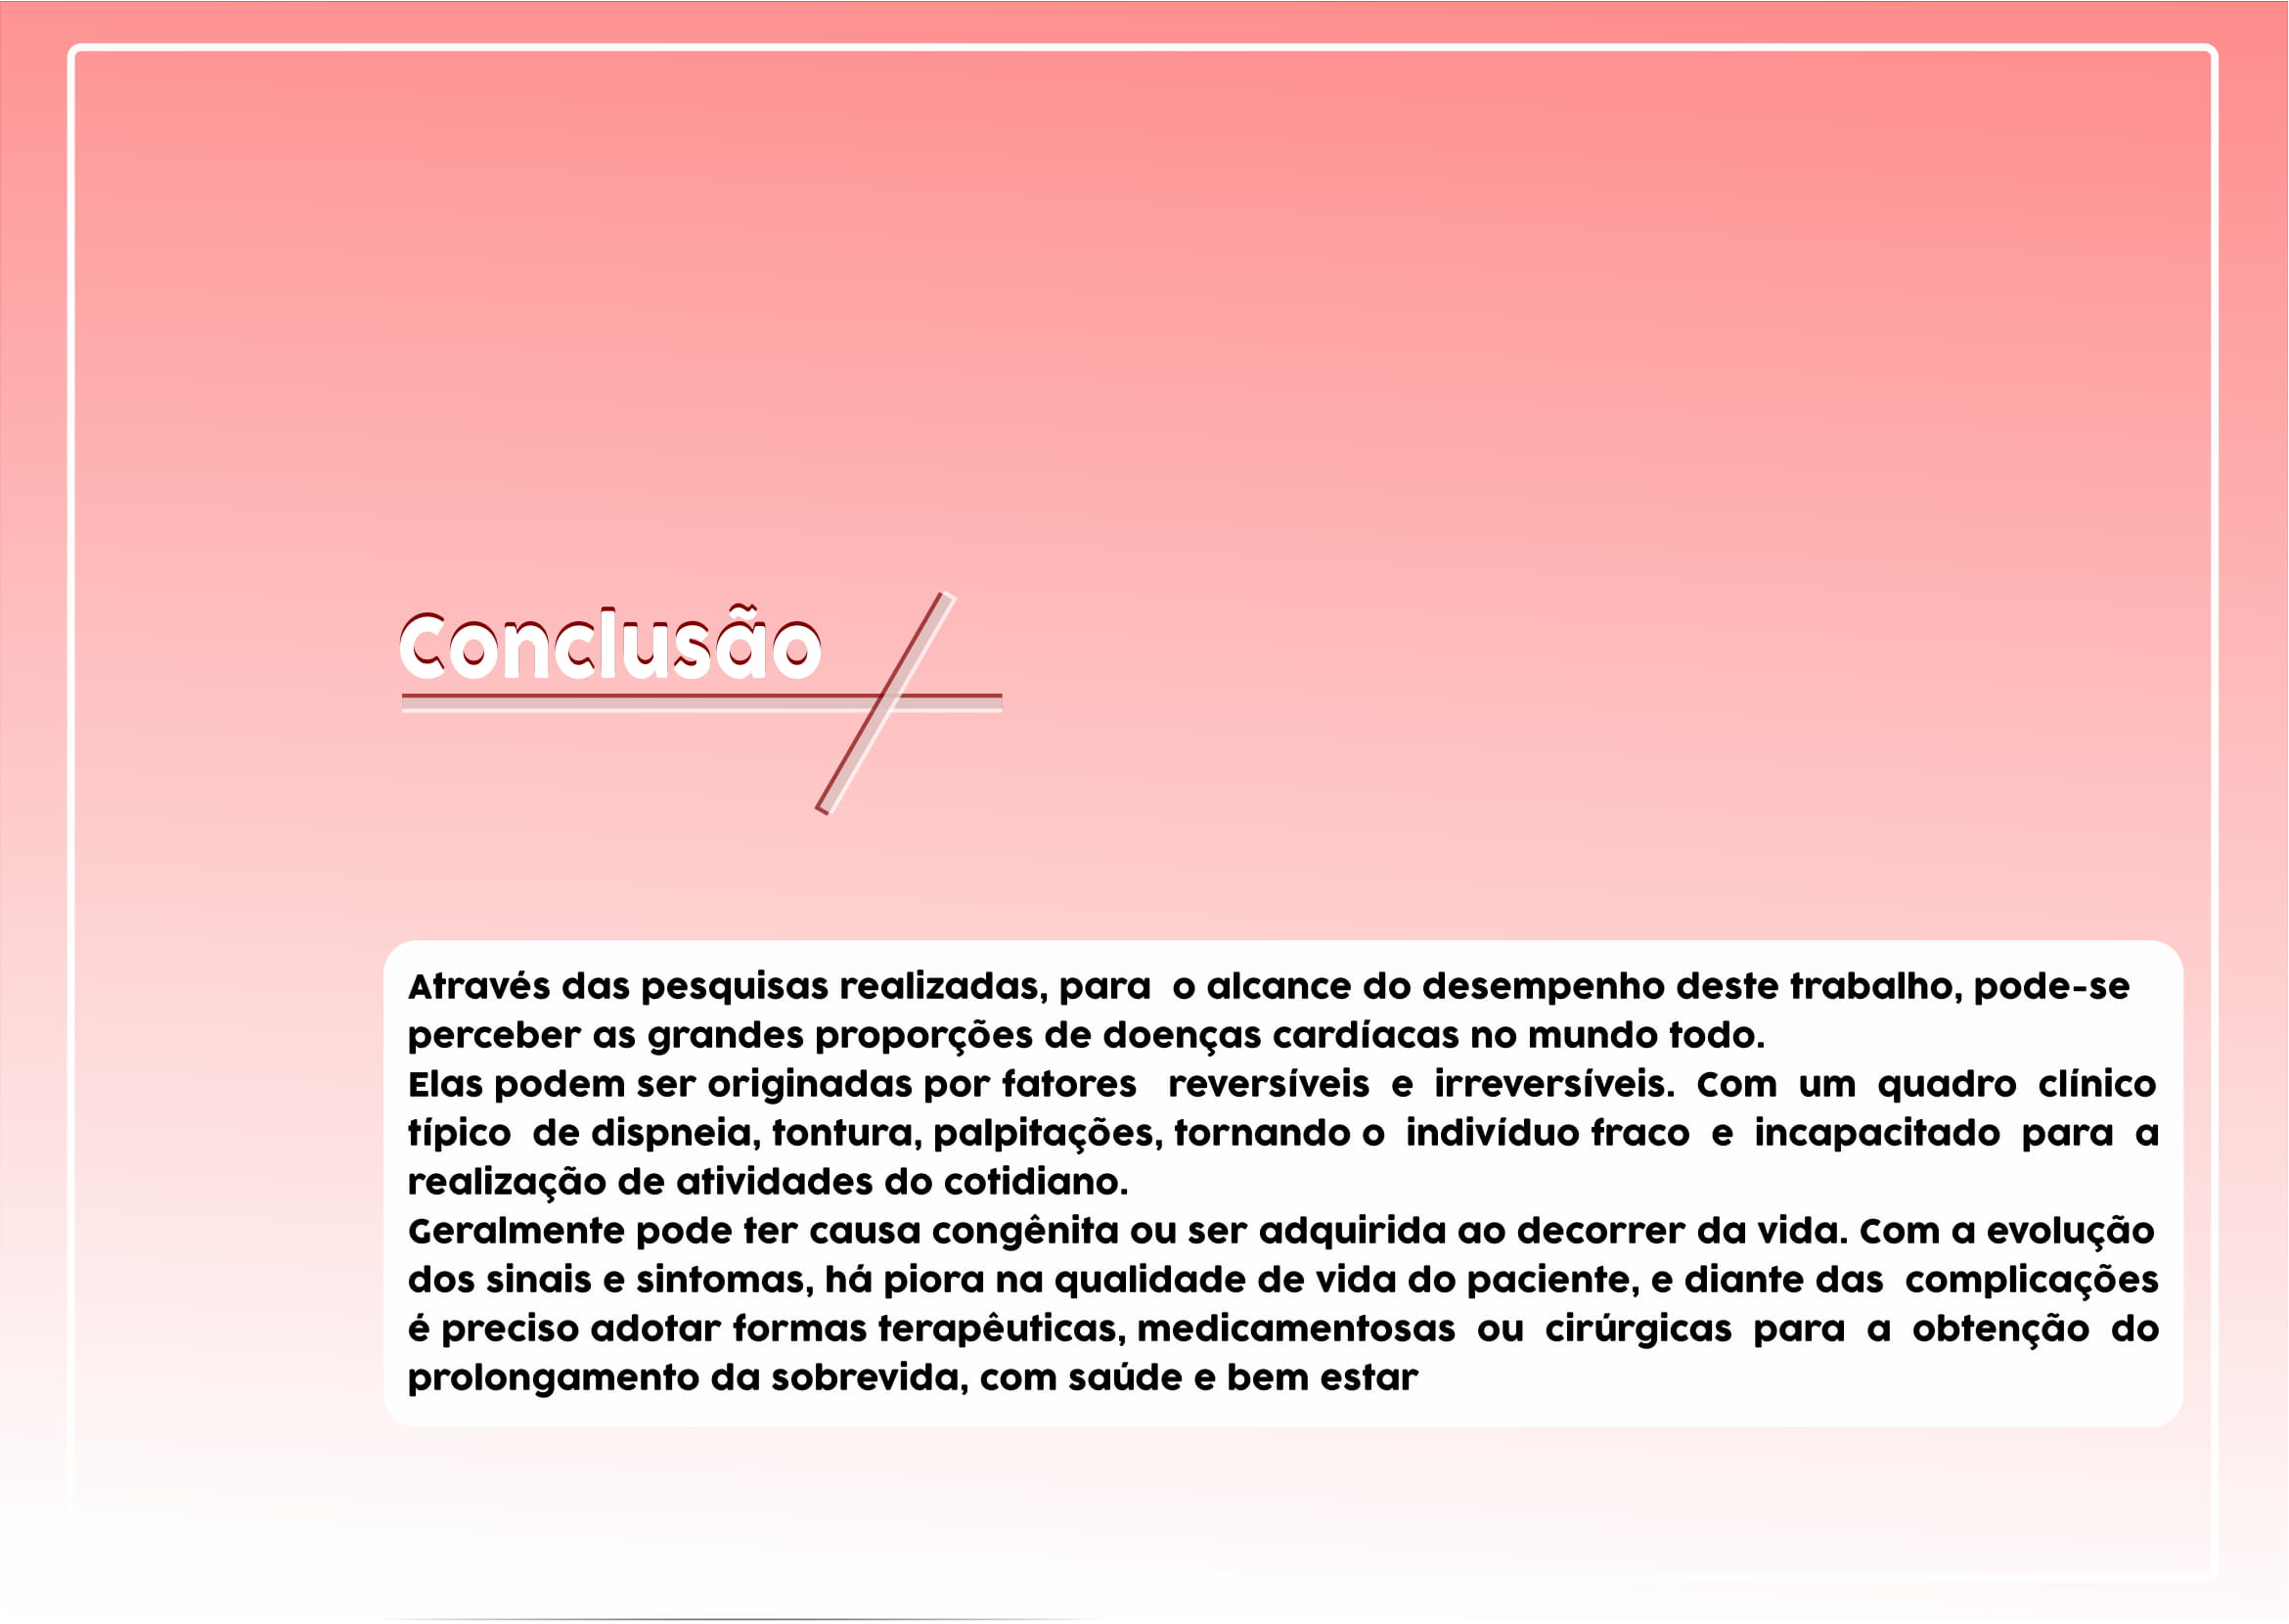 Conclusão
Através das pesquisas realizadas, para o alcance do desempenho deste trabalho, pode-se
perceber as grandes proporções de doenças cardíacas no mundo todo.
Elas podem ser originadas por fatores reversíveis e irreversíveis. Com um quadro clínico
típico de dispneia, tontura, palpitações, tornando o indivíduo fraco e incapacitado para a
realização de atividades do cotidiano.
Geralmente pode ter causa congênita ou ser adquirida ao decorrer da vida. Com a evolução
dos sinais e sintomas, há piora na qualidade de vida do paciente, e diante das complicações
é preciso adotar formas terapêuticas, medicamentosas ou cirúrgicas para a obtenção do
prolongamento da sobrevida, com saúde e bem estar